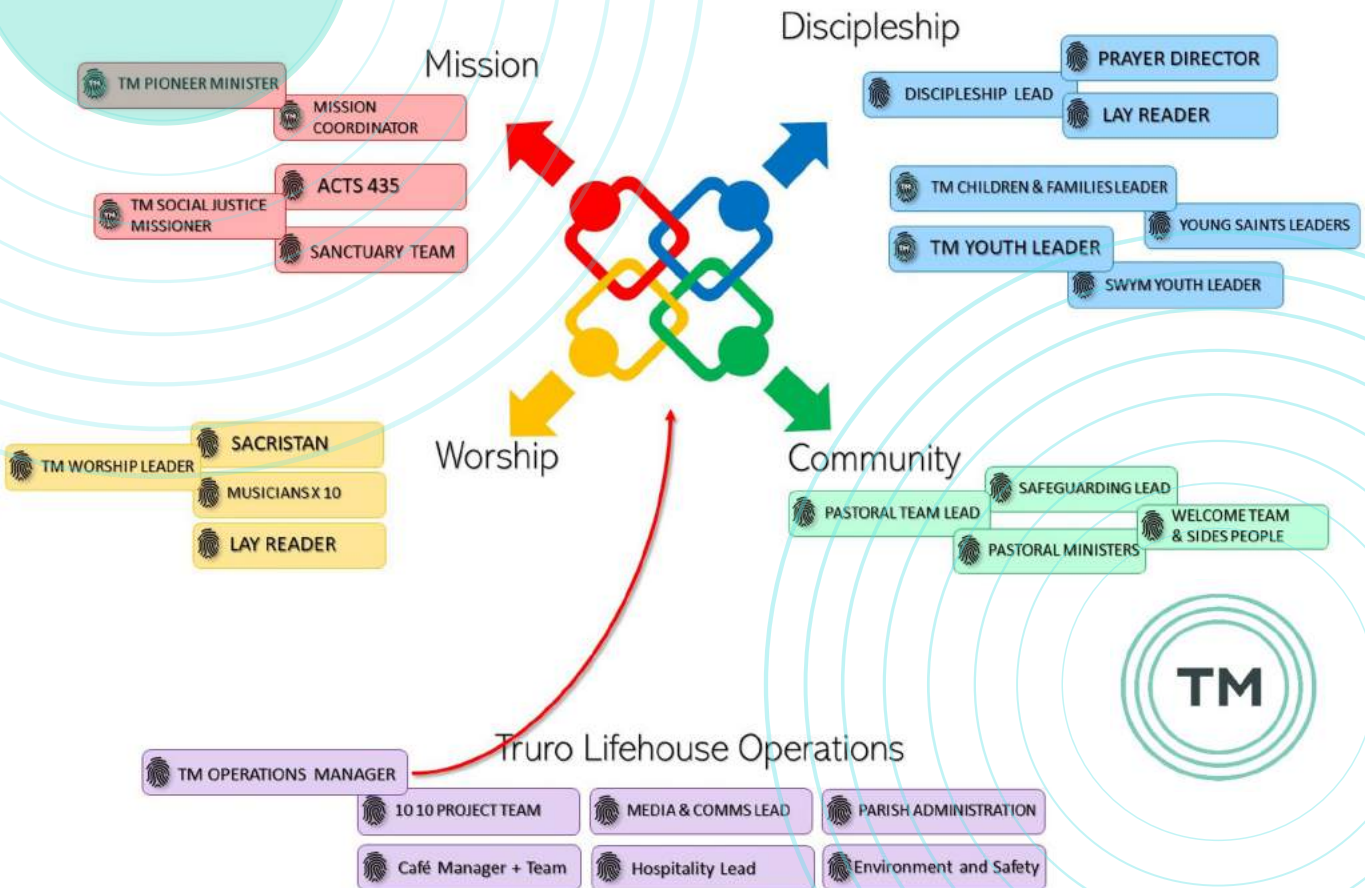 Mission
TM PIONEER MINISTER
MISSION
COORDINATOR
ACTS 435
TM SOCIAL JUSTICE
MISSIONER
SANCTUARY TEAM
Discipleship
PRAYER DIRECTOR
DISCIPLESHIP LEAD
LAY READER
TM CHILDREN & FAMILIES LEADER
YOUNG SAINTS LEADERS
TM YOUTH LEADER
SWYM YOUTH LEADER
Worship
SACRISTAN
TM WORSHIP LEADER
MUSICIANS X 10
LAY READER
Community
SAFEGUARDING LEAD
PASTORAL TEAM LEAD
WELCOME TEAM
& SIDES PEOPLE
PASTORAL MINISTERS
TM
Truro Lifehouse Operations
TM OPERATIONS MANAGER
10 10 PROJECT TEAM
MEDIA & COMMS LEAD
PARISH ADMINISTRATION
Café Manager + Team
Hospitality Lead
Environment and Safety